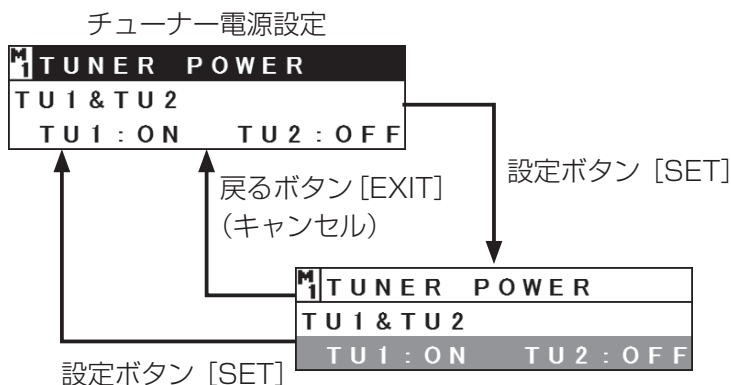 チューナー電源設定
M1 TUNER POWER
TU1&TU2
TU1:ON TU2:OFF
設定ボタン [SET]
戻るボタン [EXIT]
(キャンセル)
M1 TUNER POWER
TU1&TU2
TU1:ON TU2:OFF
設定ボタン [SET]